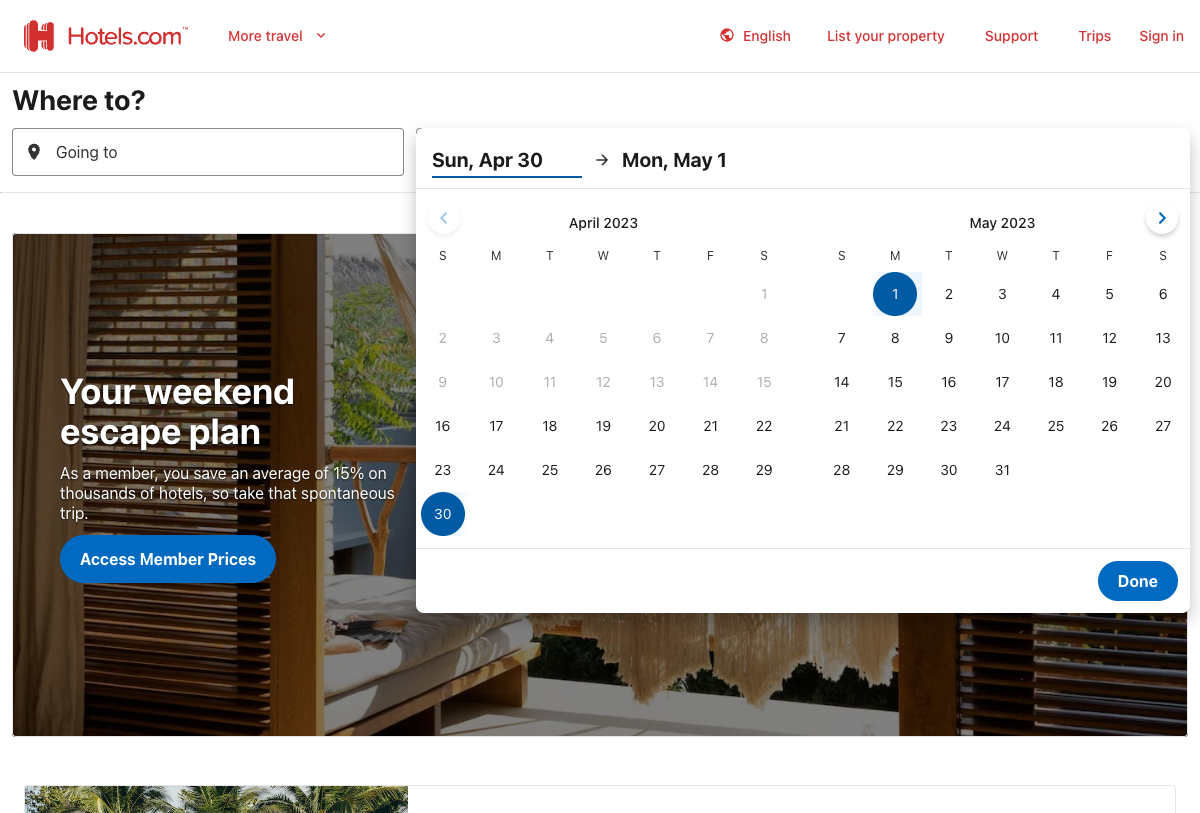 Hotels.com™
More travel
English
List your property
Support
Trips
Sign in
Where to?
Going to
Sun, Apr 30
Mon, May 1
April 2023
S M T W T F S
1
2 3 4 5 6 7 8
9 10 11 12 13 14 15
16 17 18 19 20 21 22
23 24 25 26 27 28 29
30
May 2023
S M T W T F S
1 2 3 4 5 6
7 8 9 10 11 12 13
14 15 16 17 18 19 20
21 22 23 24 25 26 27
28 29 30 31
Done
Your weekend
escape plan
As a member, you save an average of 15% on
thousands of hotels, so take that spontaneous
trip.
Access Member Prices